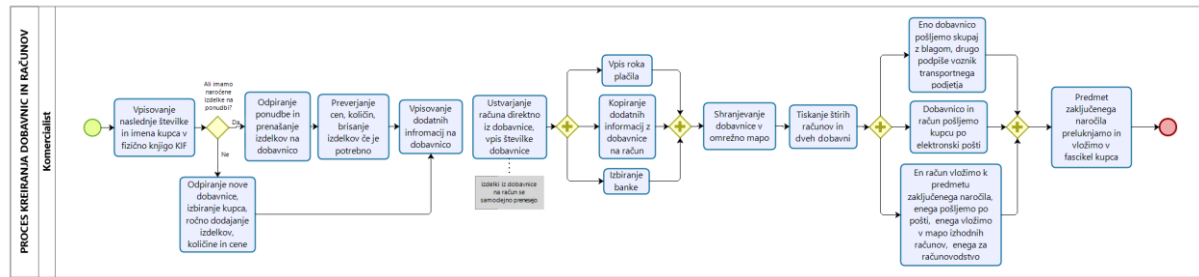 PROCES KREIRANJA DOBAVNIC IN RAČUNOV
Komercialist
Vpisovanje
naslednje številke
in imena kupca v
fizično knjigo KIF
Ali imamo
naročene
izdelke na
ponudbi?
Da
Ne
Odpiranje
ponudbe in
prenašanje
izdelkov na
dobavnico
Preverjanje
cen, količin,
brisanje
izdelkov če je
potrebno
Odpiranje nove
dobavnice,
izbiranje kupca,
ročno dodajanje
izdelkov,
količine in cene
Vpisovanje
dodatnih
infromacij na
dobavnico
Ustvarjanje
računa direktno
iz dobavnice,
vpis številke
dobavnice
Izdelki iz dobavnice
na račun se
samodejno prenesejo
Vpis roka
plačila
Kopiranje
dodatnih
informacij z
dobavnice
na račun
Izbiranje
banke
Shranjevanje
dobavnice v
omrežno mapo
Tiskanje štirih
računov in
dveh dobavni
Eno dobavnico
pošljemo skupaj
z blagom, drugo
podpiše voznik
transportnega
podjetja
Dobavnico in
račun pošljemo
kupcu po
elektronski pošti
En račun vložimo k
predmetu
zaključenega naročila,
enega pošljemo po
pošti, enega vložimo
v mapo izhodnih
računov, enega za
računovodstvo
Predmet
zaključenega
naročila
preluknjamo in
vložimo v
fascikel kupca